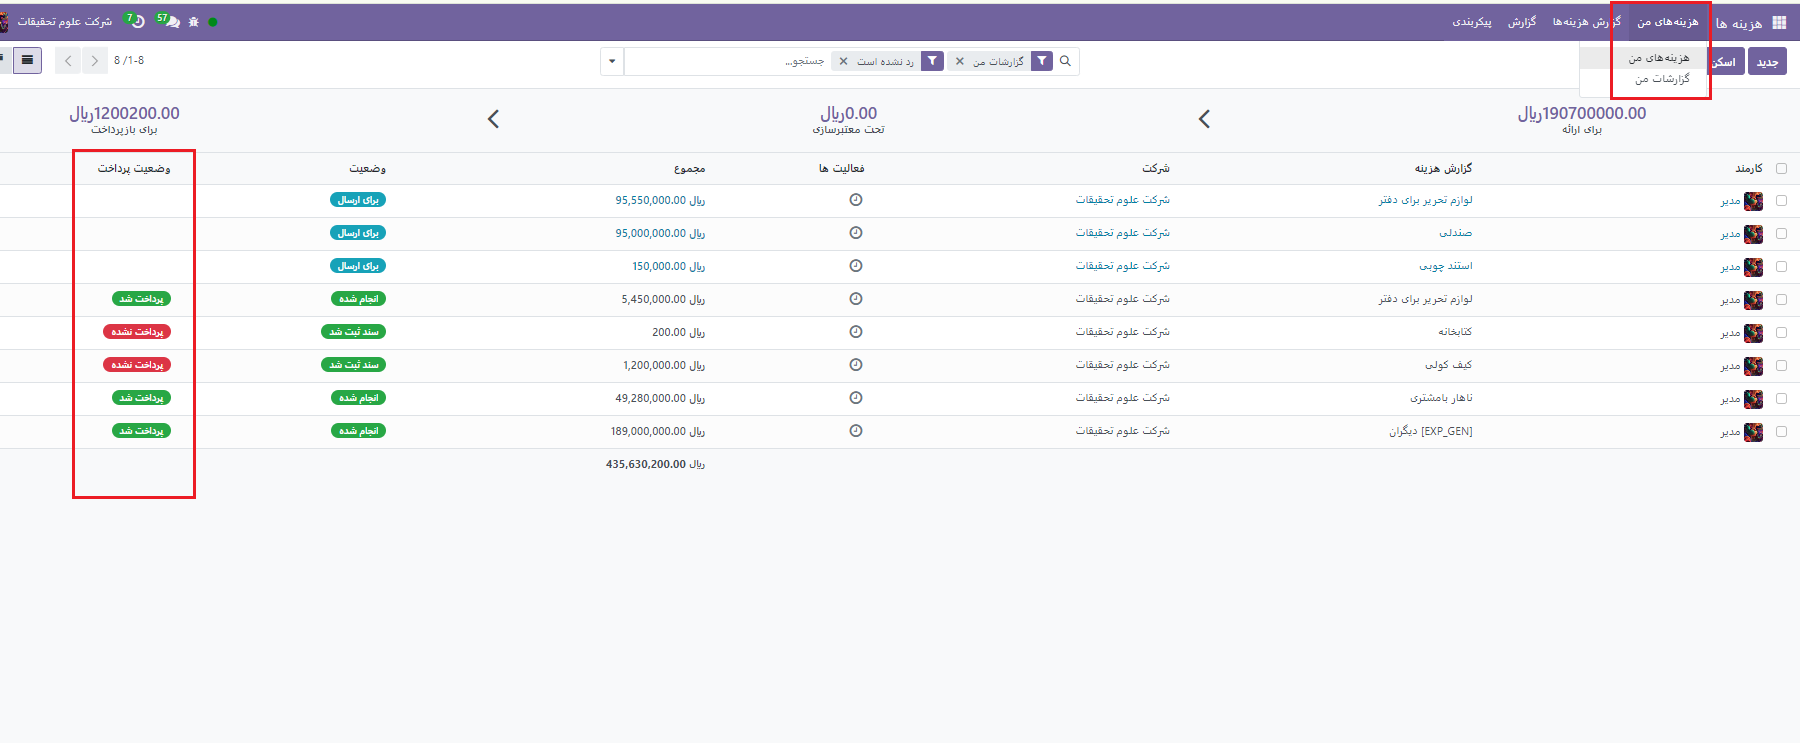 هزینه ها هزینه‌های من گزارش هزینه‌ها گزارش پیکربندی 57 7 شرکت علوم تحقیقات
جدید اسکن هزینه‌های من گزارشات من گزارشات من رد نشده است جستجو... 8 /1-8
190700000.00ریال 0.00ریال 1200200.00ریال
برای ارائه تحت معتبرسازی برای بازپرداخت
کارمند گزارش هزینه شرکت فعالیت ها مجموع وضعیت وضعیت پرداخت
مدیر لوازم تحریر برای دفتر شرکت علوم تحقیقات ریال 95,550,000.00 برای ارسال
مدیر صندلی شرکت علوم تحقیقات ریال 95,000,000.00 برای ارسال
مدیر استند چوبی شرکت علوم تحقیقات ریال 150,000.00 برای ارسال
مدیر لوازم تحریر برای دفتر شرکت علوم تحقیقات ریال 5,450,000.00 انجام شده پرداخت شد
مدیر کتابخانه شرکت علوم تحقیقات ریال 200.00 سند ثبت شد پرداخت نشده
مدیر کیف کولی شرکت علوم تحقیقات ریال 1,200,000.00 سند ثبت شد پرداخت نشده
مدیر ناهار بامشتری شرکت علوم تحقیقات ریال 49,280,000.00 انجام شده پرداخت شد
مدیر [EXP_GEN] دیگران شرکت علوم تحقیقات ریال 189,000,000.00 انجام شده پرداخت شد
ریال 435,630,200.00